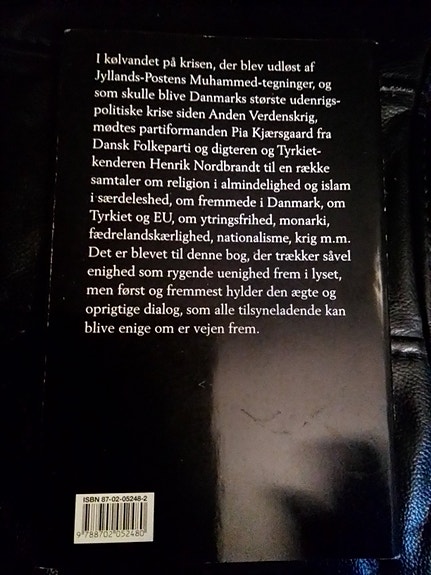 I kølvandet på krisen, der blev udløst af
Jyllands-Postens Muhammed-tegninger, og
som skulle blive Danmarks største udenrigs-
politiske krise siden Anden Verdenskrig,
mødtes partiformanden Pia Kjærsgaard fra
Dansk Folkeparti og digteren og Tyrkiet-
kenderen Henrik Nordbrandt til en række
samtaler om religion i almindelighed og islam
i særdeleshed, om fremmede i Danmark, om
Tyrkiet og EU, om ytringsfrihed, monarki,
fædrelandskærlighed, nationalisme, krig m.m.
Det er blevet til denne bog, der trækker såvel
enighed som rygende uenighed frem i lyset,
men først og fremmest hylder den ægte og
oprigtige dialog, som alle tilsyneladende kan
blive enige om er vejen frem.
ISBN 87-02-05248-2
9 788702 052480